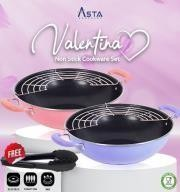 ASTA
Valentina
Non Stick Cookware Set
FREE